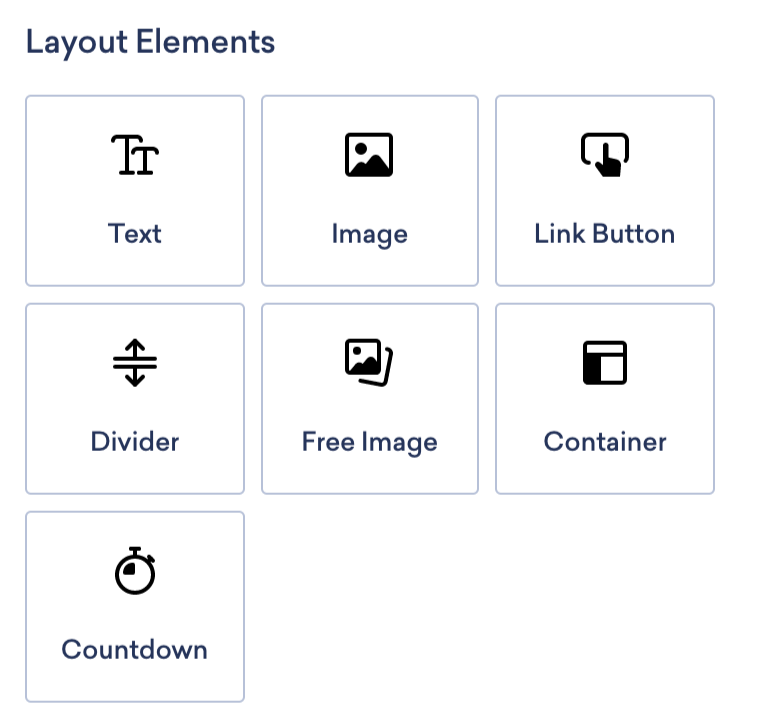 Layout Elements
Text
Image
Link Button
Divider
Free Image
Container
Countdown